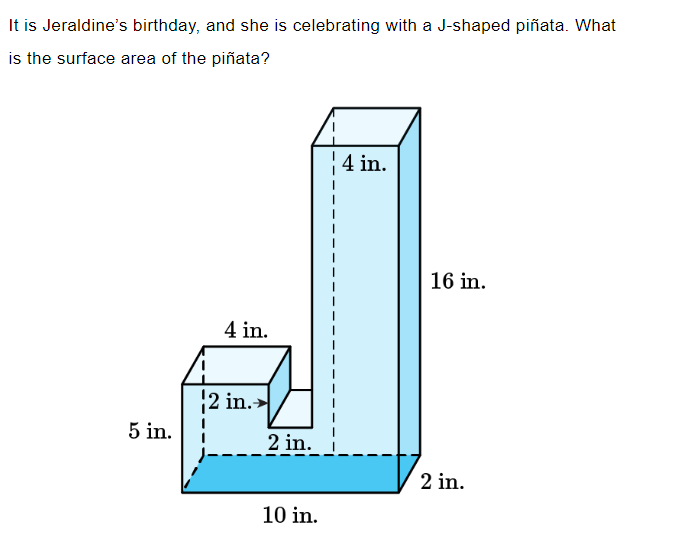 It is Jeraldine's birthday, and she is celebrating with a J-shaped piñata. What
is the surface area of the piñata?
4 in.
16 in.
4 in.
2 in.
5 in.
2 in.
2 in.
10 in.